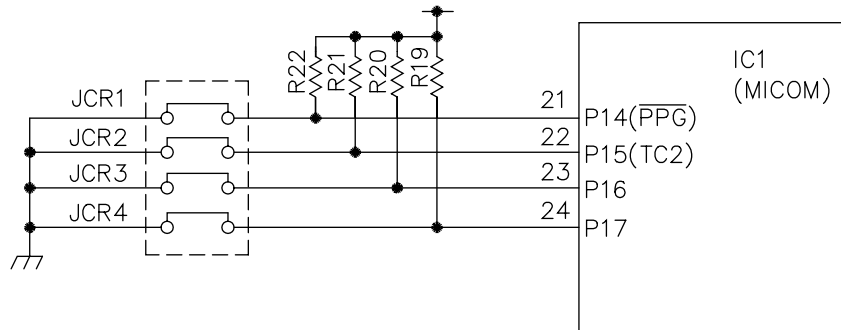 JCR1
JCR2
JCR3
JCR4
R22
R21
R20
R19
21
22
23
24
P14(PPG)
P15(TC2)
P16
P17
IC1
(MICOM)